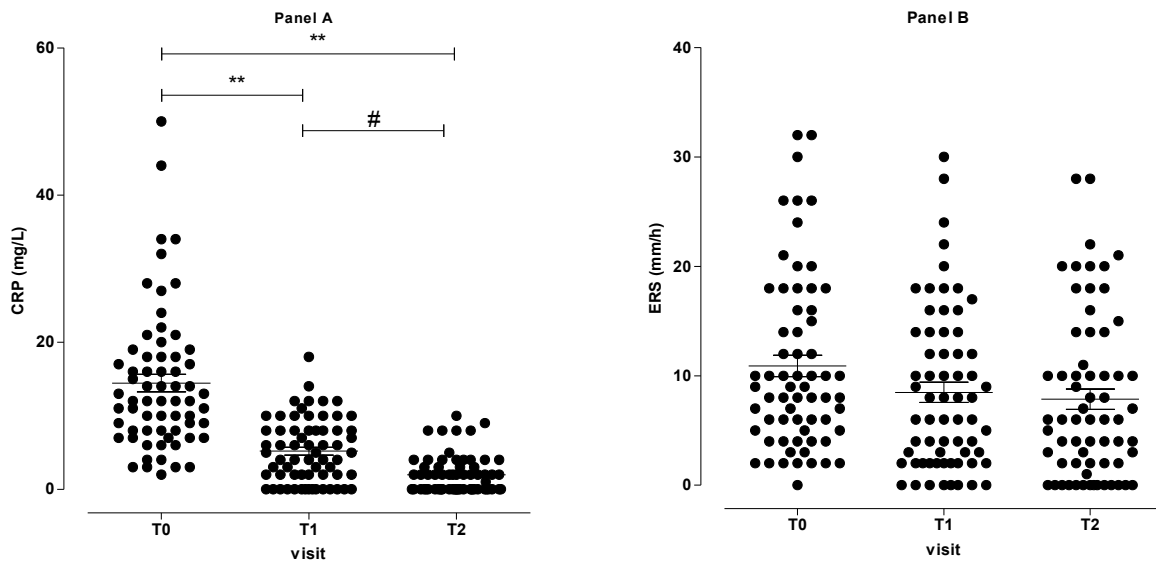 Panel A
**
**
#
60
40
20
0
CRP (mg/L)
T0 T1 T2
visit
Panel B
40
30
20
10
0
ERS (mm/h)
T0 T1 T2
visit